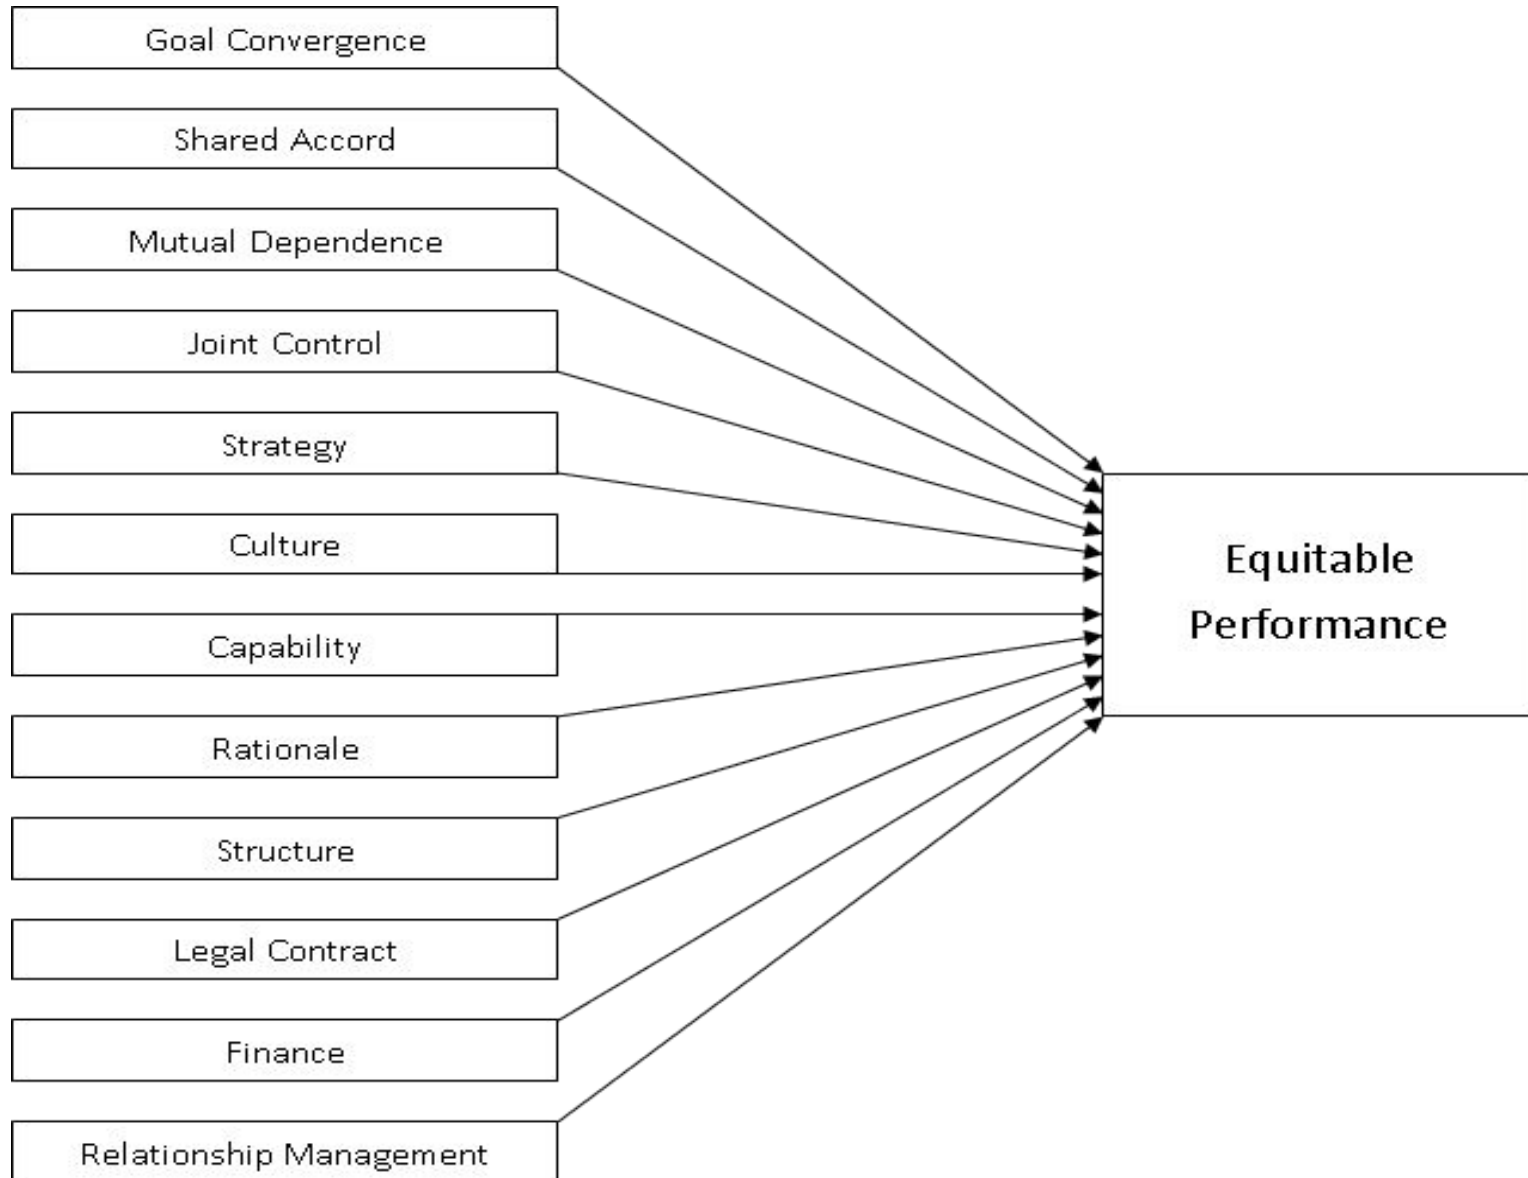 Goal Convergence
Shared Accord
Mutual Dependence
Joint Control
Strategy
Culture
Capability
Rationale
Structure
Legal Contract
Finance
Relationship Management
Equitable
Performance